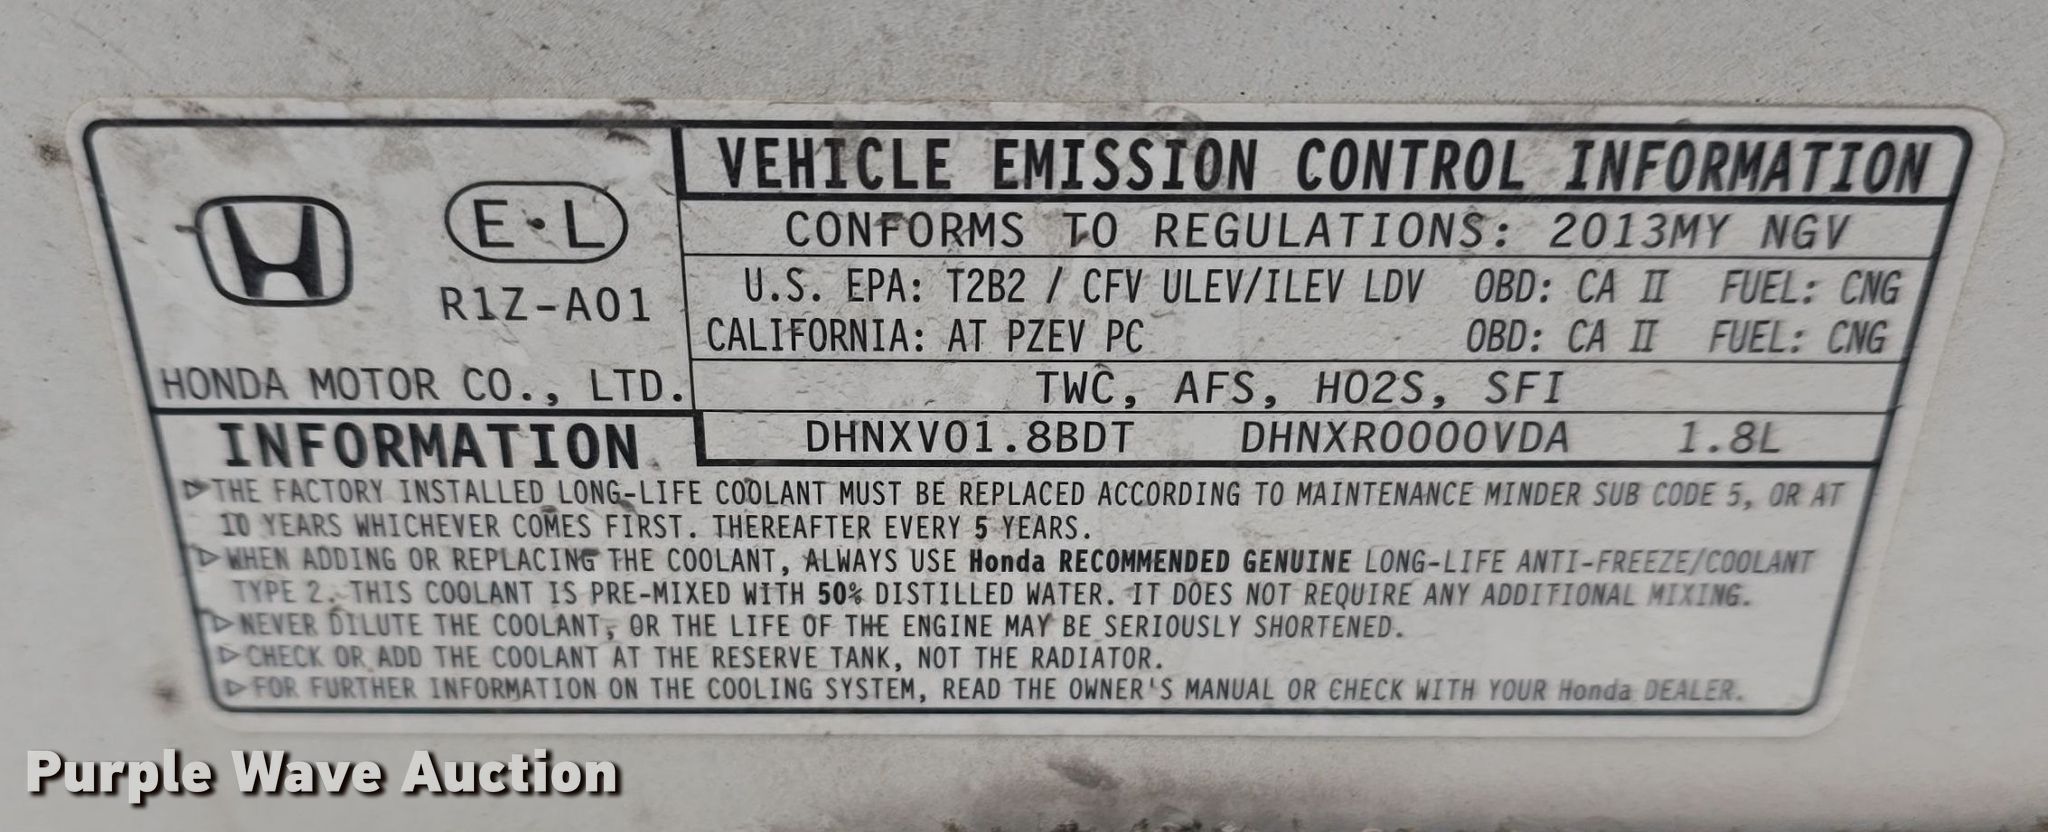 VEHICLE EMISSION CONTROL INFORMATION
E·L
CONFORMS TO REGULATIONS: 2013MY NGV
R1Z-A01
U.S. EPA: T2B2 / CFV ULEV/ILEV LDV OBD: CA II FUEL: CNG
CALIFORNIA: AT PZEV PC OBD: CA II FUEL: CNG
HONDA MOTOR CO., LTD.
TWC, AFS, HO2S, SFI
DHNXV01.8BDT DHNXR0000VDA 1.8L
INFORMATION
▷THE FACTORY INSTALLED LONG-LIFE COOLANT MUST BE REPLACED ACCORDING TO MAINTENANCE MINDER SUB CODE 5, OR AT
10 YEARS WHICHEVER COMES FIRST. THEREAFTER EVERY 5 YEARS.
▷WHEN ADDING OR REPLACING THE COOLANT, ALWAYS USE Honda RECOMMENDED GENUINE LONG-LIFE ANTI-FREEZE/COOLANT
TYPE 2. THIS COOLANT IS PRE-MIXED WITH 50% DISTILLED WATER. IT DOES NOT REQUIRE ANY ADDITIONAL MIXING.
▷NEVER DILUTE THE COOLANT, OR THE LIFE OF THE ENGINE MAY BE SERIOUSLY SHORTENED.
▷CHECK OR ADD THE COOLANT AT THE RESERVE TANK, NOT THE RADIATOR.
▷FOR FURTHER INFORMATION ON THE COOLING SYSTEM, READ THE OWNER'S MANUAL OR CHECK WITH YOUR Honda DEALER.
Purple Wave Auction